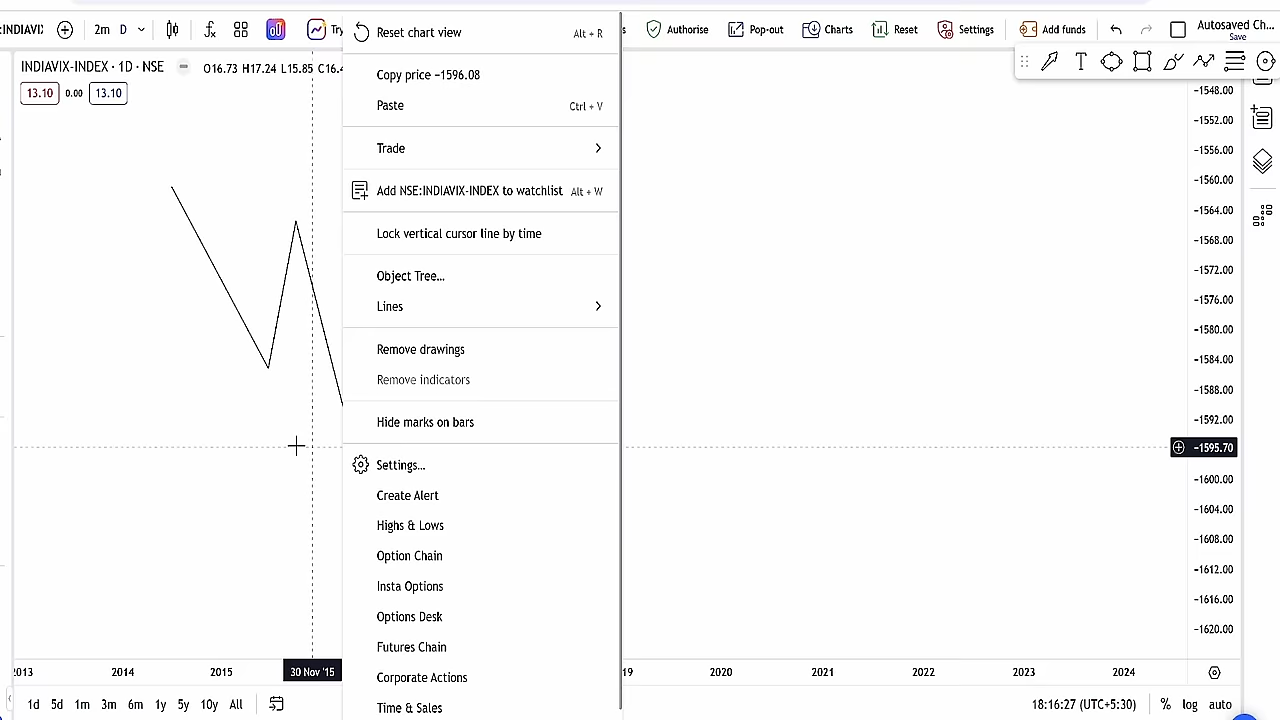 :INDIAVI:
2m D
Try
Reset chart view Alt + R
s
Authorise
Pop-out
Charts
Reset
Settings
Add funds
Autosaved Ch...
Save
INDIAVIX-INDEX · 1D · NSE
O16.73 H17.24 L15.85 C16.4
13.10 0.00 13.10
Copy price -1596.08
Paste Ctrl + V
Trade
Add NSE:INDIAVIX-INDEX to watchlist Alt + W
Lock vertical cursor line by time
Object Tree...
Lines
Remove drawings
Remove indicators
Hide marks on bars
Settings...
Create Alert
Highs & Lows
Option Chain
Insta Options
Options Desk
Futures Chain
Corporate Actions
Time & Sales
-1548.00
-1552.00
-1556.00
-1560.00
-1564.00
-1568.00
-1572.00
-1576.00
-1580.00
-1584.00
-1588.00
-1592.00
-1595.70
-1600.00
-1604.00
-1608.00
-1612.00
-1616.00
-1620.00
2013 2014 2015 30 Nov '15 19 2020 2021 2022 2023 2024
1d 5d 1m 3m 6m 1y 5y 10y All
18:16:27 (UTC+5:30) % log auto